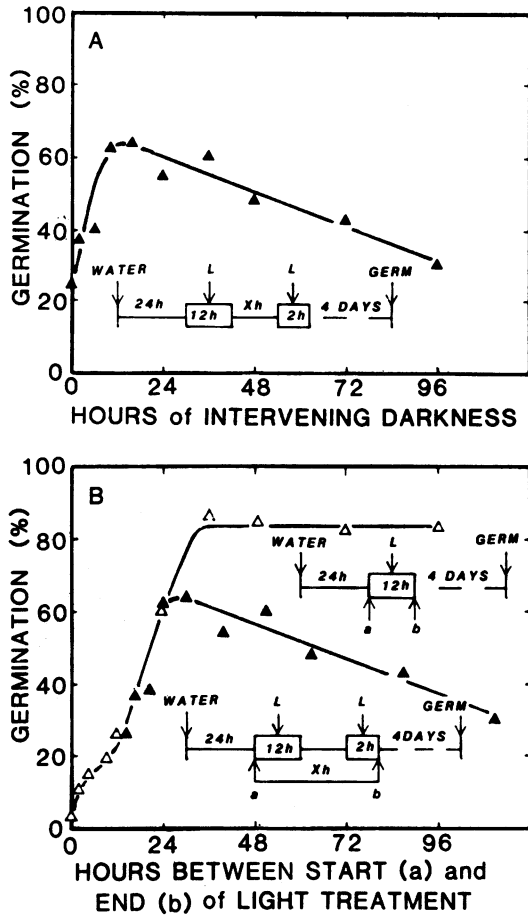 A
GERMINATION (%)
100
80
60
40
20
0
WATER L L GERM
24h 12h Xh 2h 4 DAYS
0 24 48 72 96
HOURS of INTERVENING DARKNESS
B
GERMINATION (%)
100
80
60
40
20
0
WATER L GERM
24h 12h 4 DAYS
a b
WATER L L GERM
24h 12h 2h 4DAYS
Xh
a b
0 24 48 72 96
HOURS BETWEEN START (a) and
END (b) of LIGHT TREATMENT